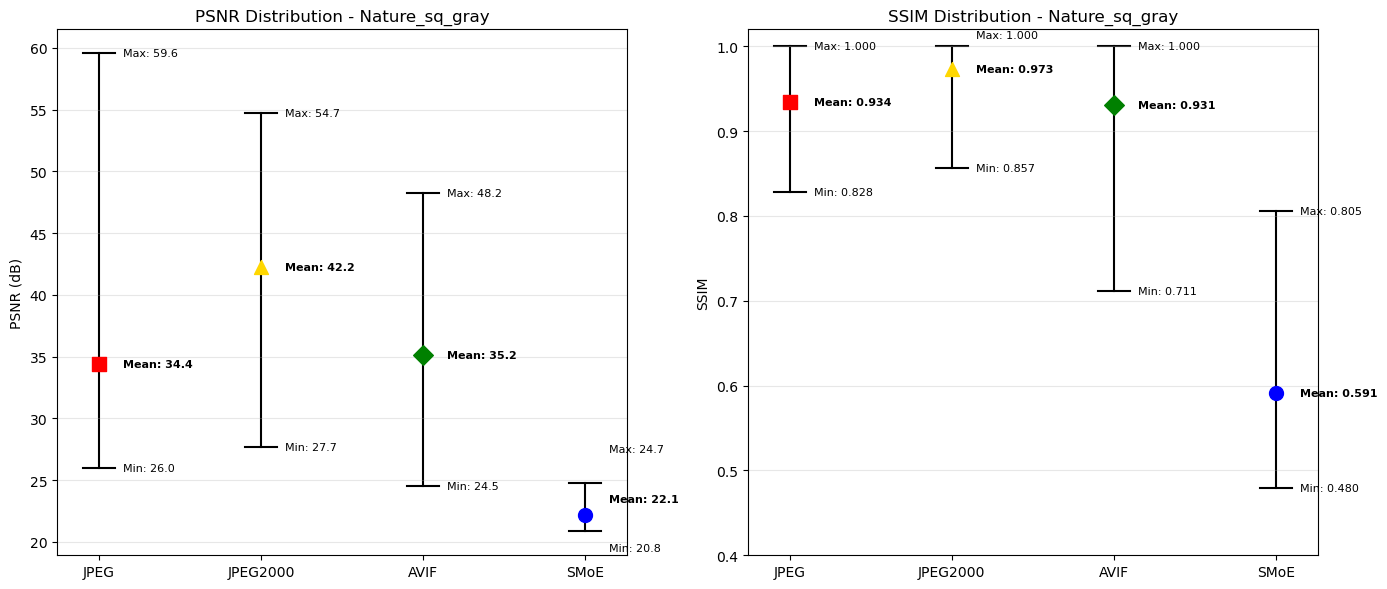 PSNR Distribution - Nature_sq_gray
PSNR (dB)
60
55
50
45
40
35
30
25
20
Max: 59.6
Mean: 34.4
Min: 26.0
Max: 54.7
Mean: 42.2
Min: 27.7
Max: 48.2
Mean: 35.2
Min: 24.5
Max: 24.7
Mean: 22.1
Min: 20.8
JPEG
JPEG2000
AVIF
SMoE
SSIM Distribution - Nature_sq_gray
SSIM
1.0
0.9
0.8
0.7
0.6
0.5
0.4
Max: 1.000
Mean: 0.934
Min: 0.828
Max: 1.000
Mean: 0.973
Min: 0.857
Max: 1.000
Mean: 0.931
Min: 0.711
Max: 0.805
Mean: 0.591
Min: 0.480
JPEG
JPEG2000
AVIF
SMoE